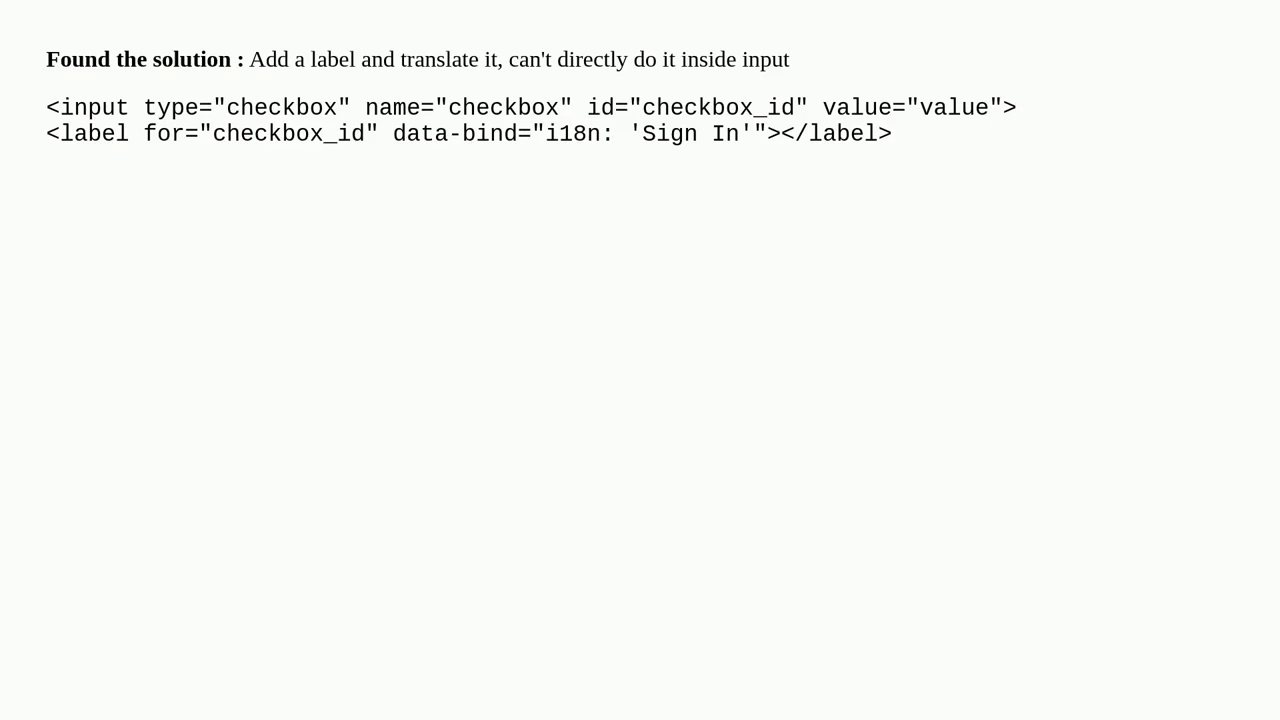 Found the solution : Add a label and translate it, can't directly do it inside input
<input type="checkbox" name="checkbox" id="checkbox_id" value="value">
<label for="checkbox_id" data-bind="i18n: 'Sign In'"></label>